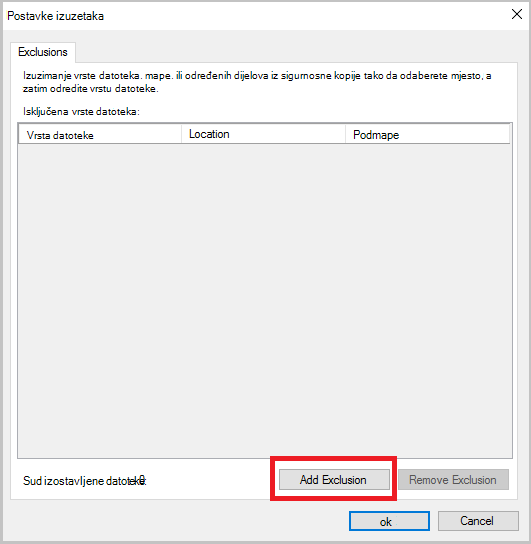 Postavke izuzetaka
Exclusions
Izuzimanje vrste datoteka. mape. ili određenih dijelova iz sigurnosne kopije tako da odaberete mjesto, a
zatim odredite vrstu datoteke.
Isključena vrste datoteka:
Vrsta datoteke Location Podmape
Sud izostavljene datoteke: 0
Add Exclusion Remove Exclusion
ok Cancel